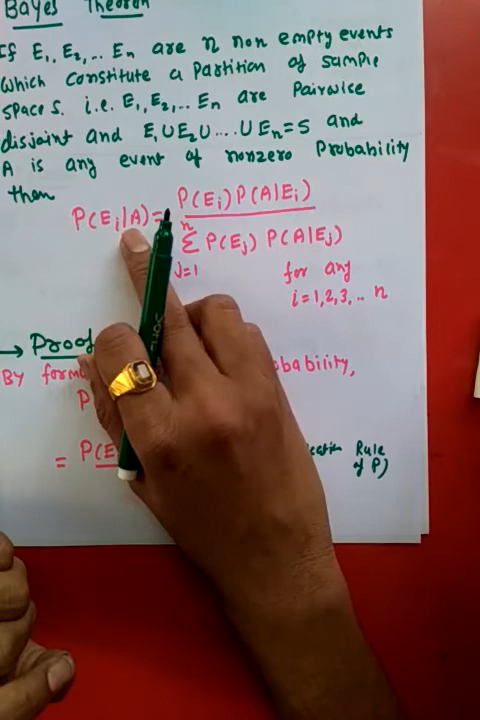 Bayes Theorem
If E1, E2, .. En are n non empty events
which constitute a Partition of sample
space S. i.e. E1, E2, .. En are Pairwise
disjoint and E1 ∪ E2 ∪ .... ∪ En = S and
A is any event of nonzero Probability
then
P(Ei|A) = P(Ei) P(A|Ei)
n
Σ P(Ej) P(A|Ej)
J=1
for any
i=1,2,3,.. n
→ Proof
By
P
= P(E
Rule
of P)